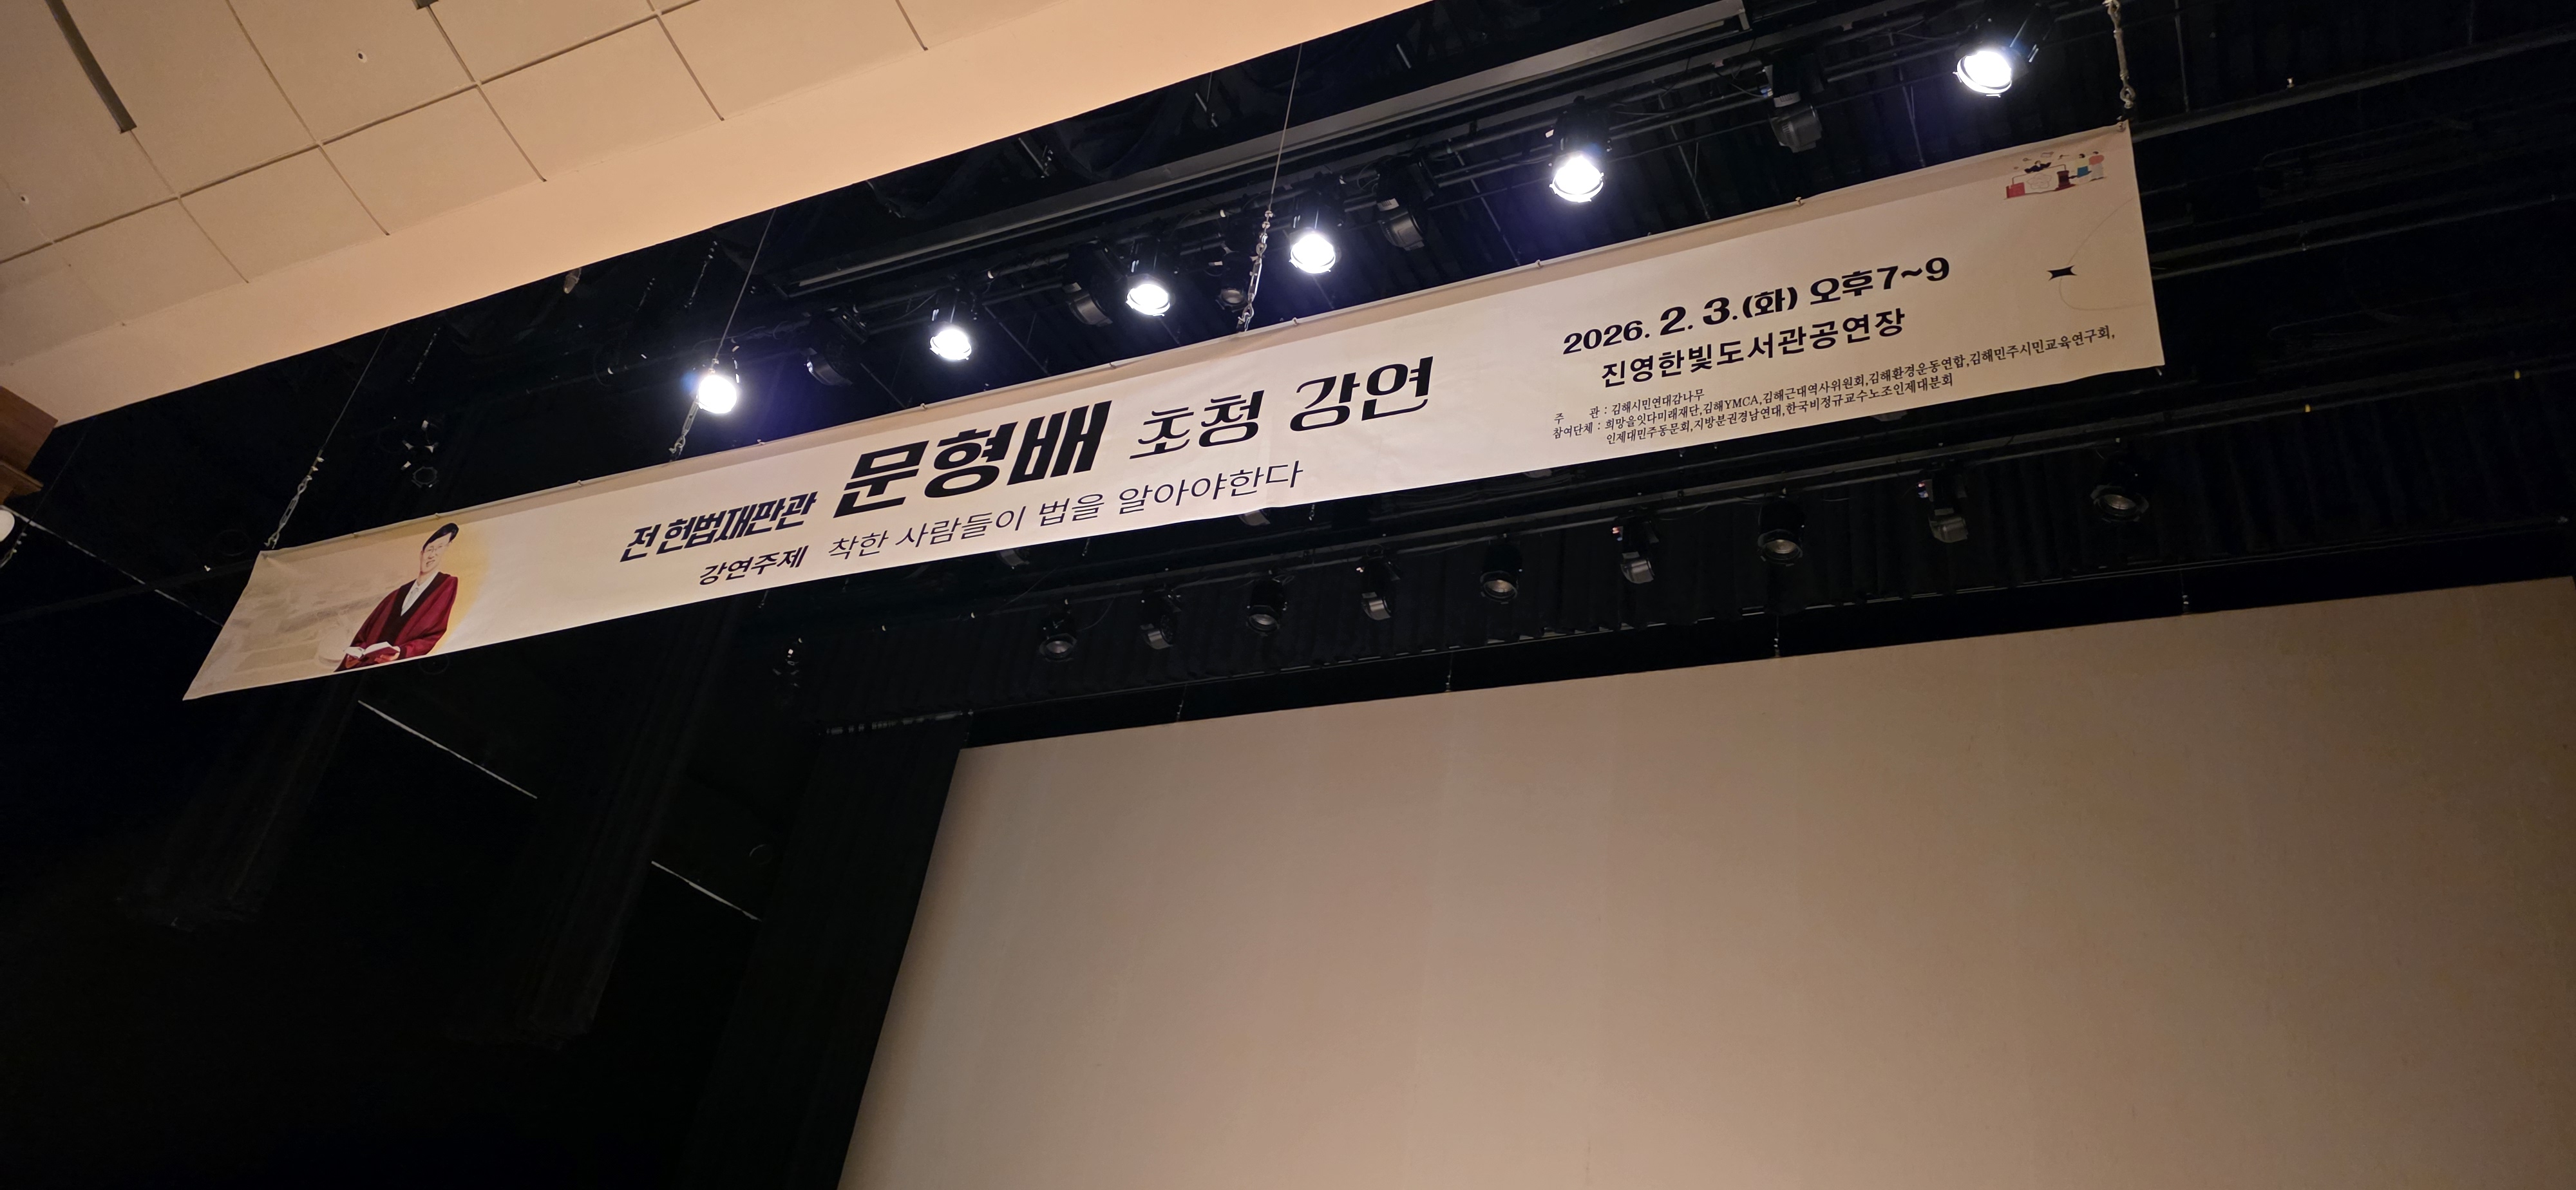 전 헌법재판관 문형배 초청 강연
강연주제 착한 사람들이 법을 알아야한다
2026. 2. 3.(화) 오후7~9
진영한빛도서관공연장
주 관 : 김해시민연대감나무
참여단체 : 희망을잇다미래재단,김해YMCA,김해근대역사위원회,김해환경운동연합,김해민주시민교육연구회,
인제대민주동문회,지방분권경남연대,한국비정규교수노조인제대분회